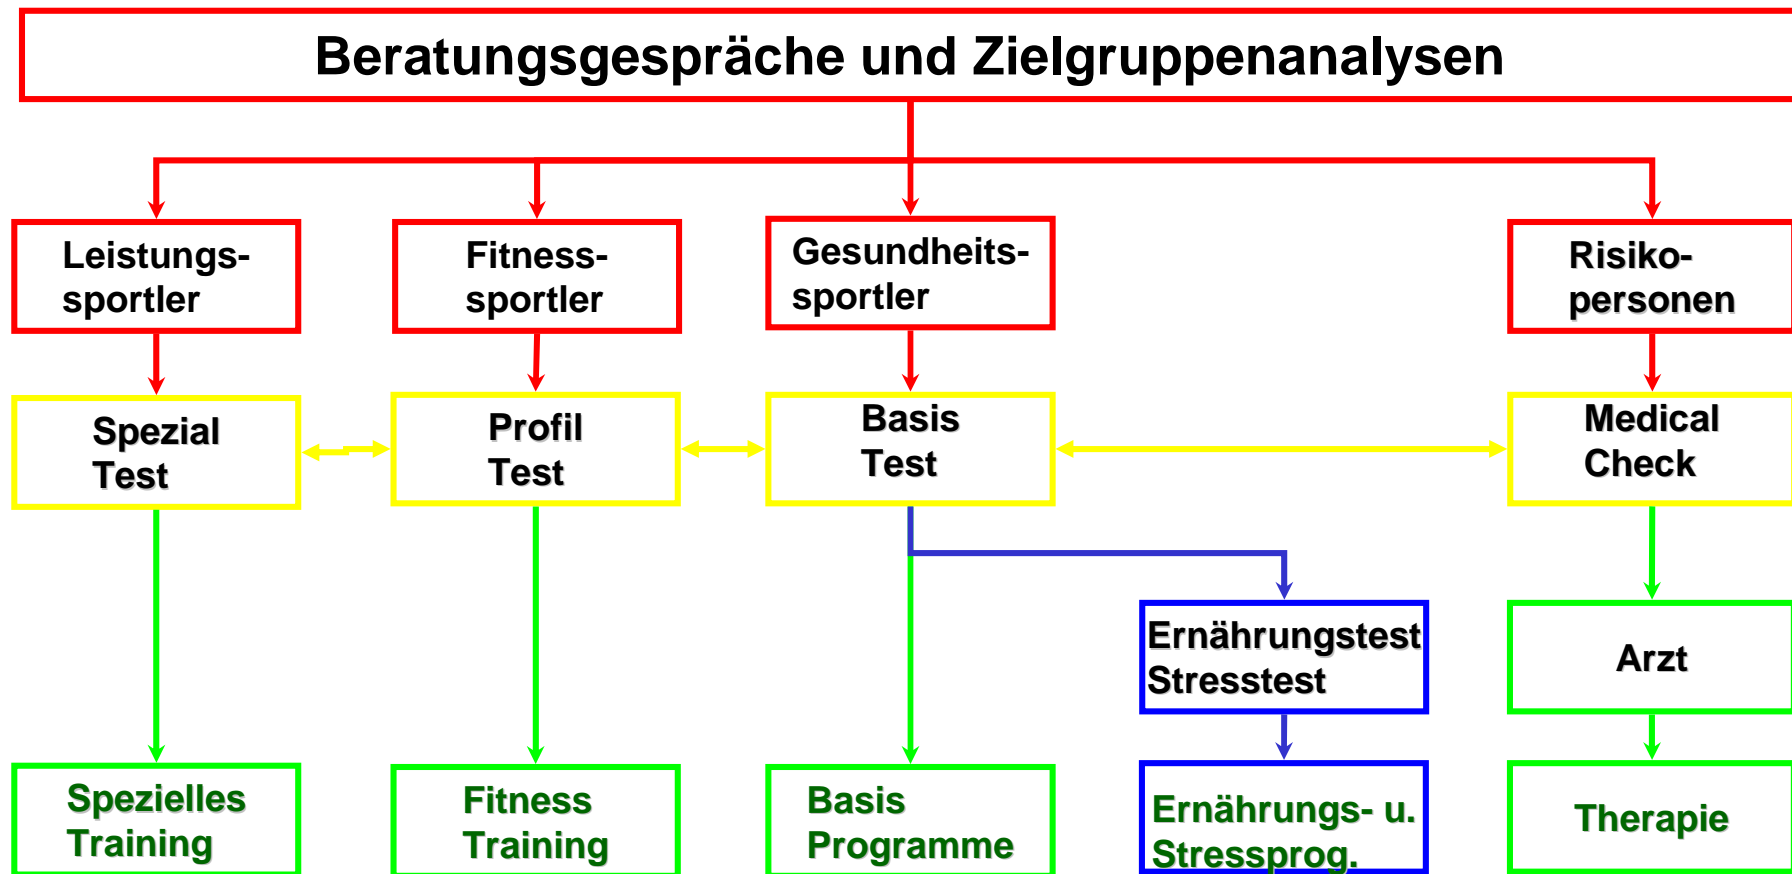 Beratungsgespräche und Zielgruppenanalysen
Leistungs-
sportler
Fitness-
sportler
Gesundheits-
sportler
Risiko-
personen
Spezial
Test
Profil
Test
Basis
Test
Medical
Check
Ernährungstest
Stresstest
Arzt
Spezielles
Training
Fitness
Training
Basis
Programme
Ernährungs- u.
Stressprog.
Therapie